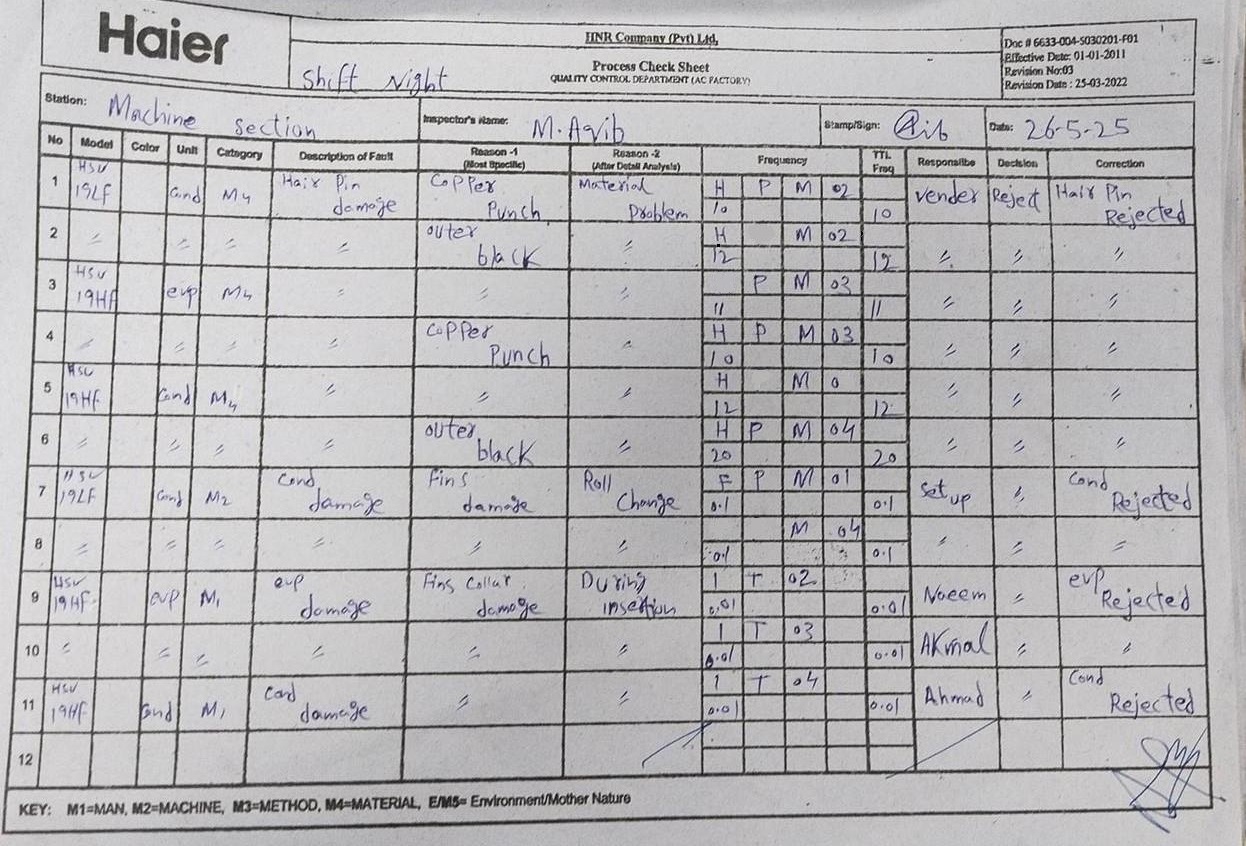 Haier
HNR Company (Pvt) Ltd,
Process Check Sheet
QUALITY CONTROL DEPARTMENT (AC FACTORY)
Shift Night
Doc # 6633-004-5030201-F01
Effective Date: 01-01-2011
Revision No:03
Revision Date : 25-03-2022
Station: Machine section Inspector's Name: M. Aqib Stamp/Sign: Date: 26-5-25
No Model Color Unit Category Description of Fault Reason -1 (Most Specific) Reason -2 (After Detail Analysis) Frequency TTL Freq Responsilbe Decision Correction
1 HSU 19LF Cond M4 Hair Pin damage Copper Punch Material Problem H P M 02 10 10 vender Reject Hair Pin Rejected
2 〃 〃 〃 〃 outer black 〃 H M 02 12 12 〃 〃 〃
3 HSU 19HF evp M4 〃 〃 〃 P M 03 11 11 〃 〃 〃
4 〃 〃 〃 〃 Copper Punch 〃 H P M 03 10 10 〃 〃 〃
5 HSU 19HF Cond M4 〃 〃 〃 H M 0 12 12 〃 〃 〃
6 〃 〃 〃 〃 outer black 〃 H P M 04 20 20 〃 〃 〃
7 HSU 19LF Cond M2 Cond damage Fins damage Roll Change F P M 01 0.1 0.1 Set up 〃 Cond Rejected
8 〃 〃 〃 〃 〃 〃 M 04 0.1 0.1 〃 〃 〃
9 HSU 19HF evp M1 evp damage Fins Collar damage During insertion 1 T 02 0.01 0.01 Naeem 〃 evp Rejected
10 〃 〃 〃 〃 〃 〃 1 T 03 0.01 0.01 AKmal 〃 〃
11 HSU 19HF Cond M1 Cond damage 〃 〃 1 T 04 0.01 0.01 Ahmad 〃 Cond Rejected
12
KEY: M1=MAN, M2=MACHINE, M3=METHOD, M4=MATERIAL, E/M5= Environment/Mother Nature